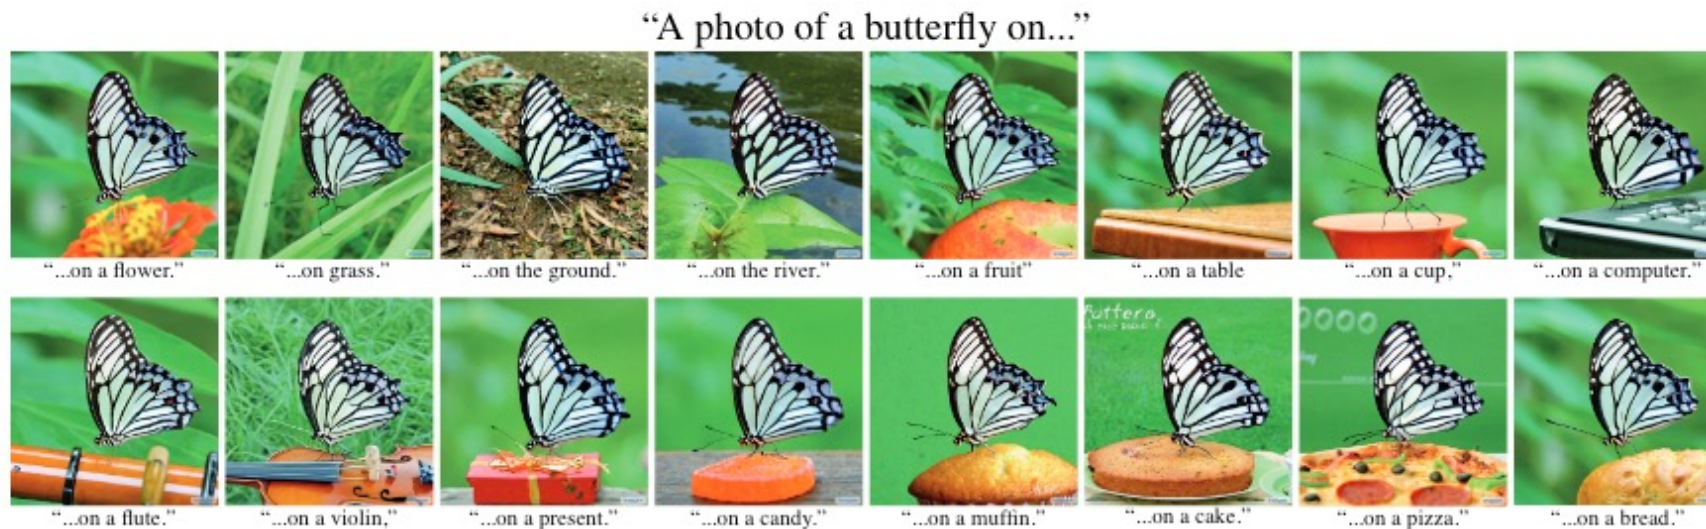 “A photo of a butterfly on...”
“...on a flower.” “...on grass.” “...on the ground.” “...on the river.” “...on a fruit” “...on a table “...on a cup,” “...on a computer.”
“...on a flute.” “...on a violin,” “...on a present.” “...on a candy.” “...on a muffin.” “...on a cake.” “...on a pizza.” “...on a bread.”